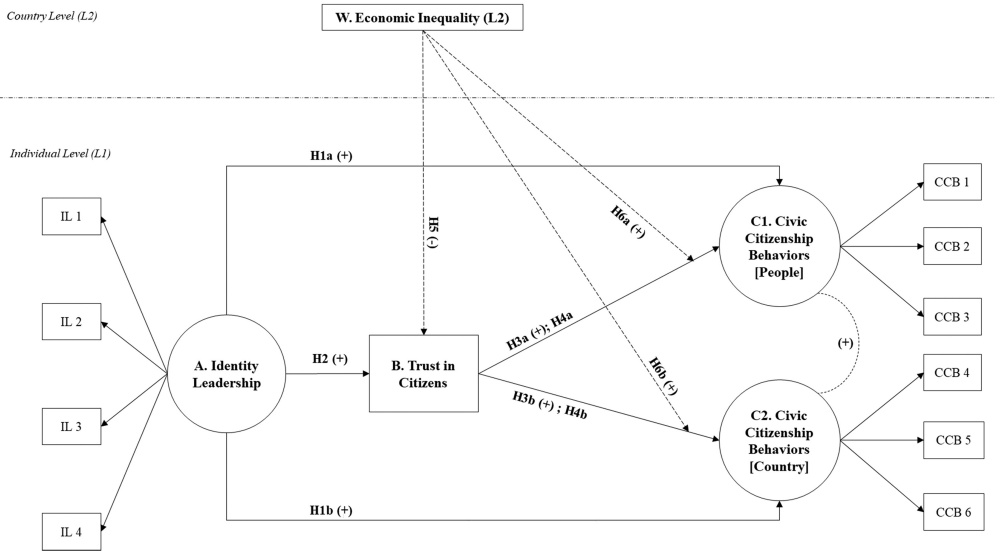 Country Level (L2)
W. Economic Inequality (L2)
Individual Level (L1)
H1a (+)
IL 1
IL 2
IL 3
IL 4
A. Identity
Leadership
H2 (+)
H5 (-)
B. Trust in
Citizens
H6a (+)
H3a (+); H4a
H6b (+)
H3b (+) ; H4b
H1b (+)
C1. Civic
Citizenship
Behaviors
[People]
(+)
C2. Civic
Citizenship
Behaviors
[Country]
CCB 1
CCB 2
CCB 3
CCB 4
CCB 5
CCB 6